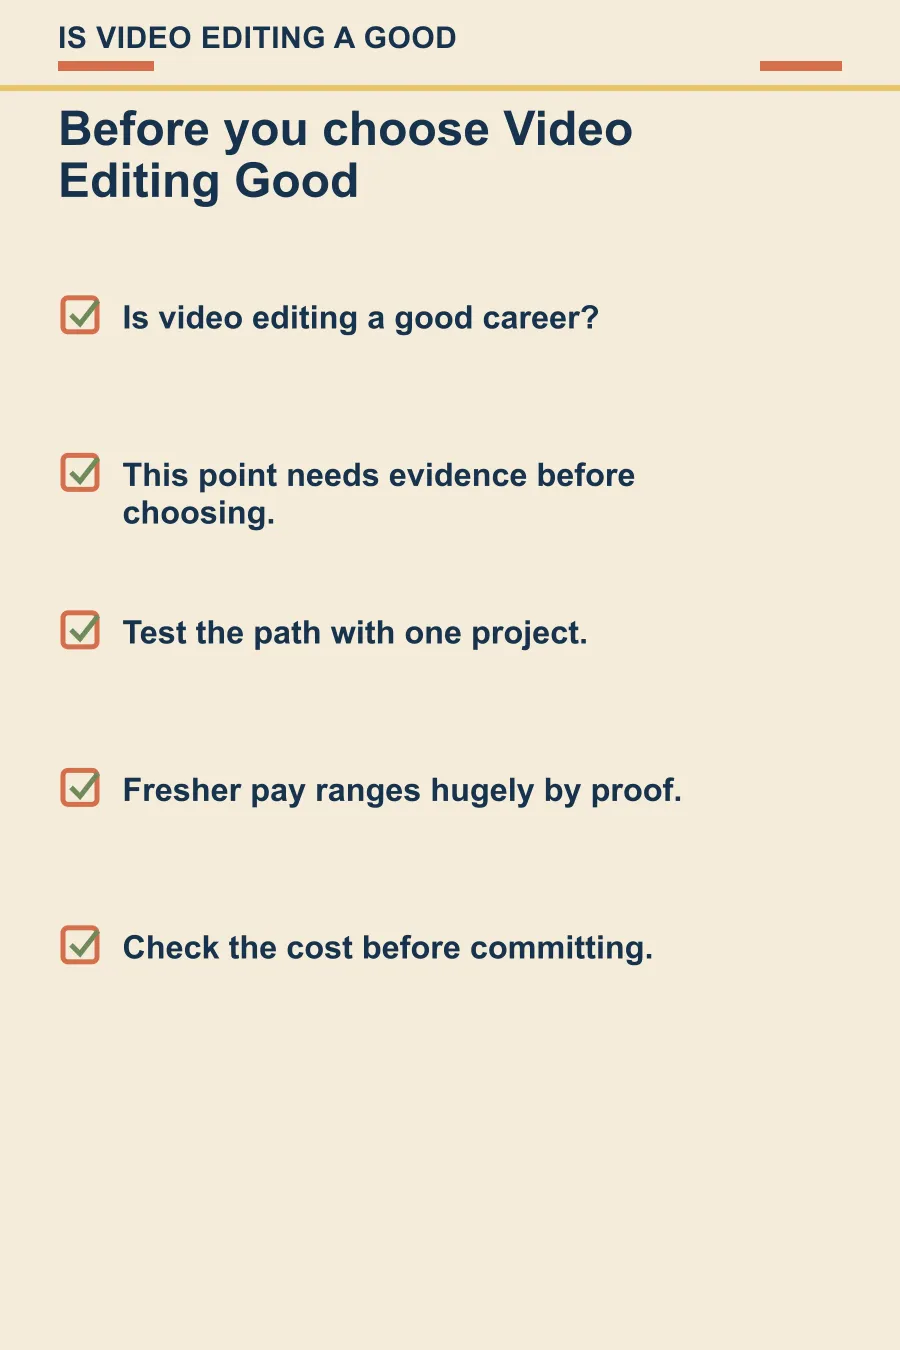 IS VIDEO EDITING A GOOD
Before you choose Video
Editing Good
Is video editing a good career?
This point needs evidence before
choosing.
Test the path with one project.
Fresher pay ranges hugely by proof.
Check the cost before committing.